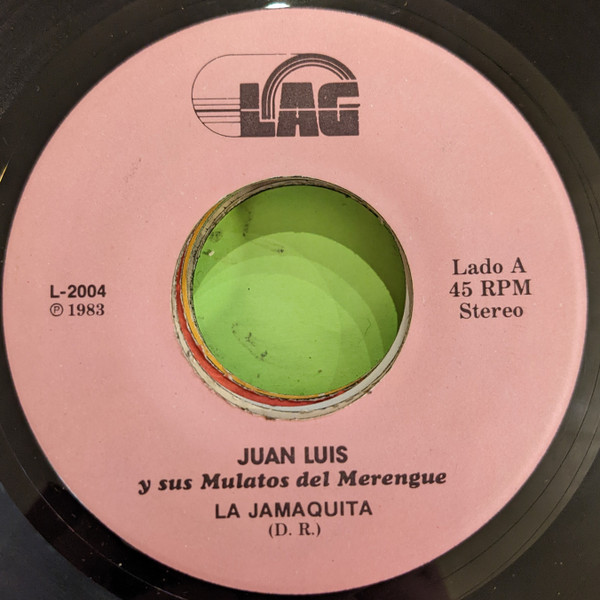 LAG
L-2004
℗ 1983
Lado A
45 RPM
Stereo
JUAN LUIS
y sus Mulatos del Merengue
LA JAMAQUITA
(D. R.)